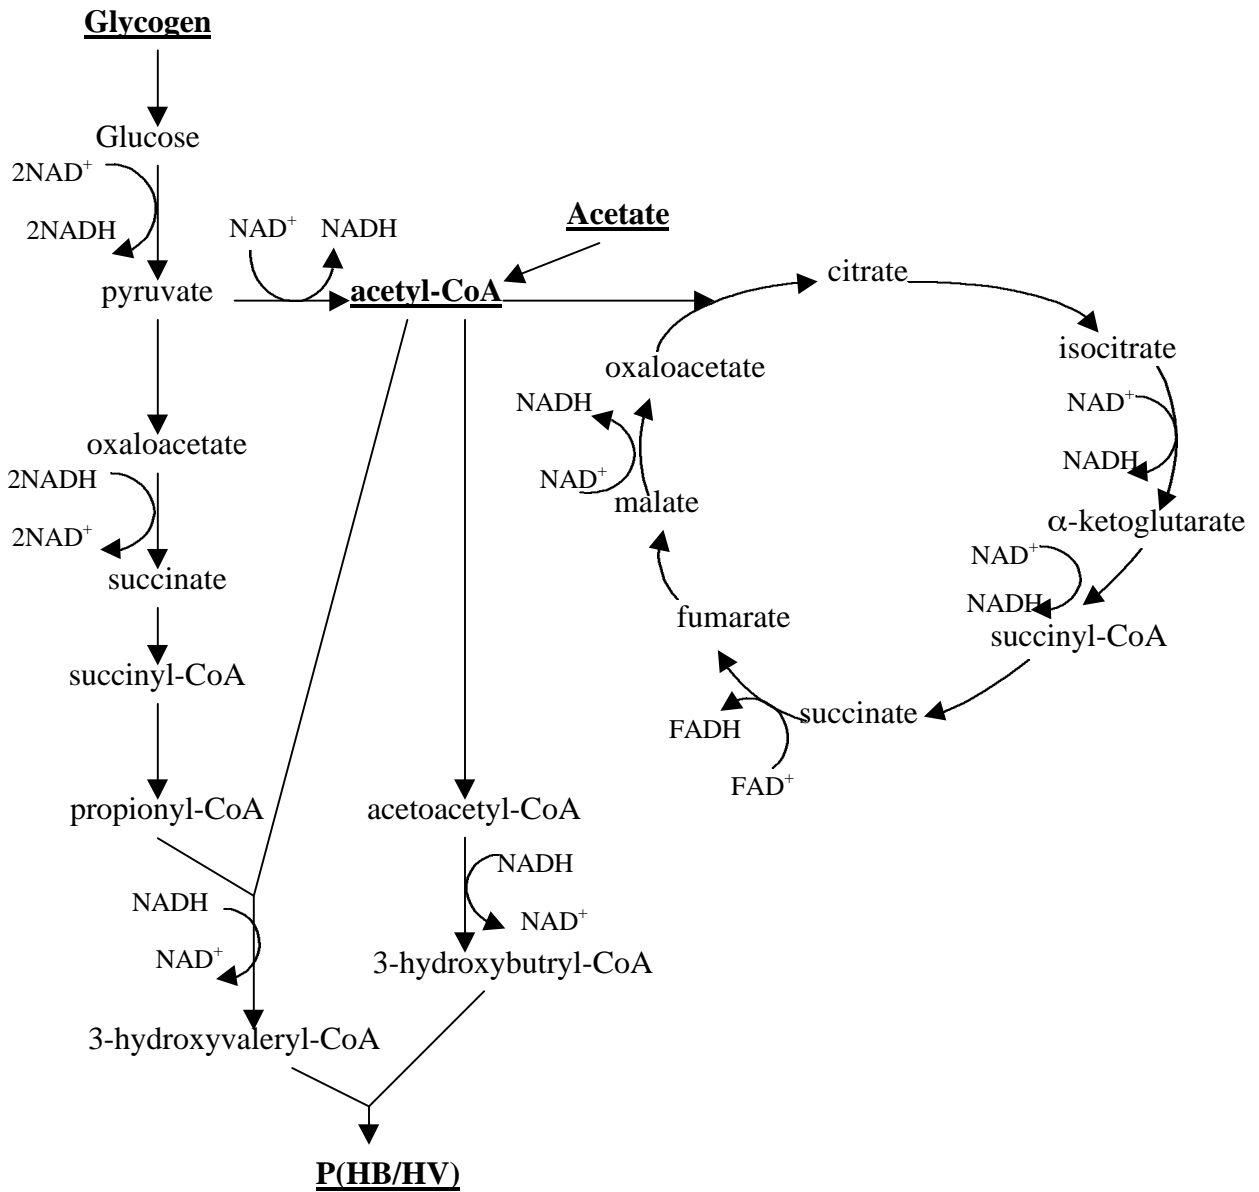 Glycogen
Glucose
2NAD+
2NADH
NAD+
NADH
Acetate
pyruvate
acetyl-CoA
citrate
isocitrate
oxaloacetate
NADH
NAD+
NAD+
NADH
malate
α-ketoglutarate
oxaloacetate
2NADH
2NAD+
NAD+
NADH
succinate
fumarate
succinyl-CoA
succinyl-CoA
succinate
FADH
FAD+
propionyl-CoA
acetoacetyl-CoA
NADH
NAD+
NADH
NAD+
3-hydroxybutryl-CoA
3-hydroxyvaleryl-CoA
P(HB/HV)